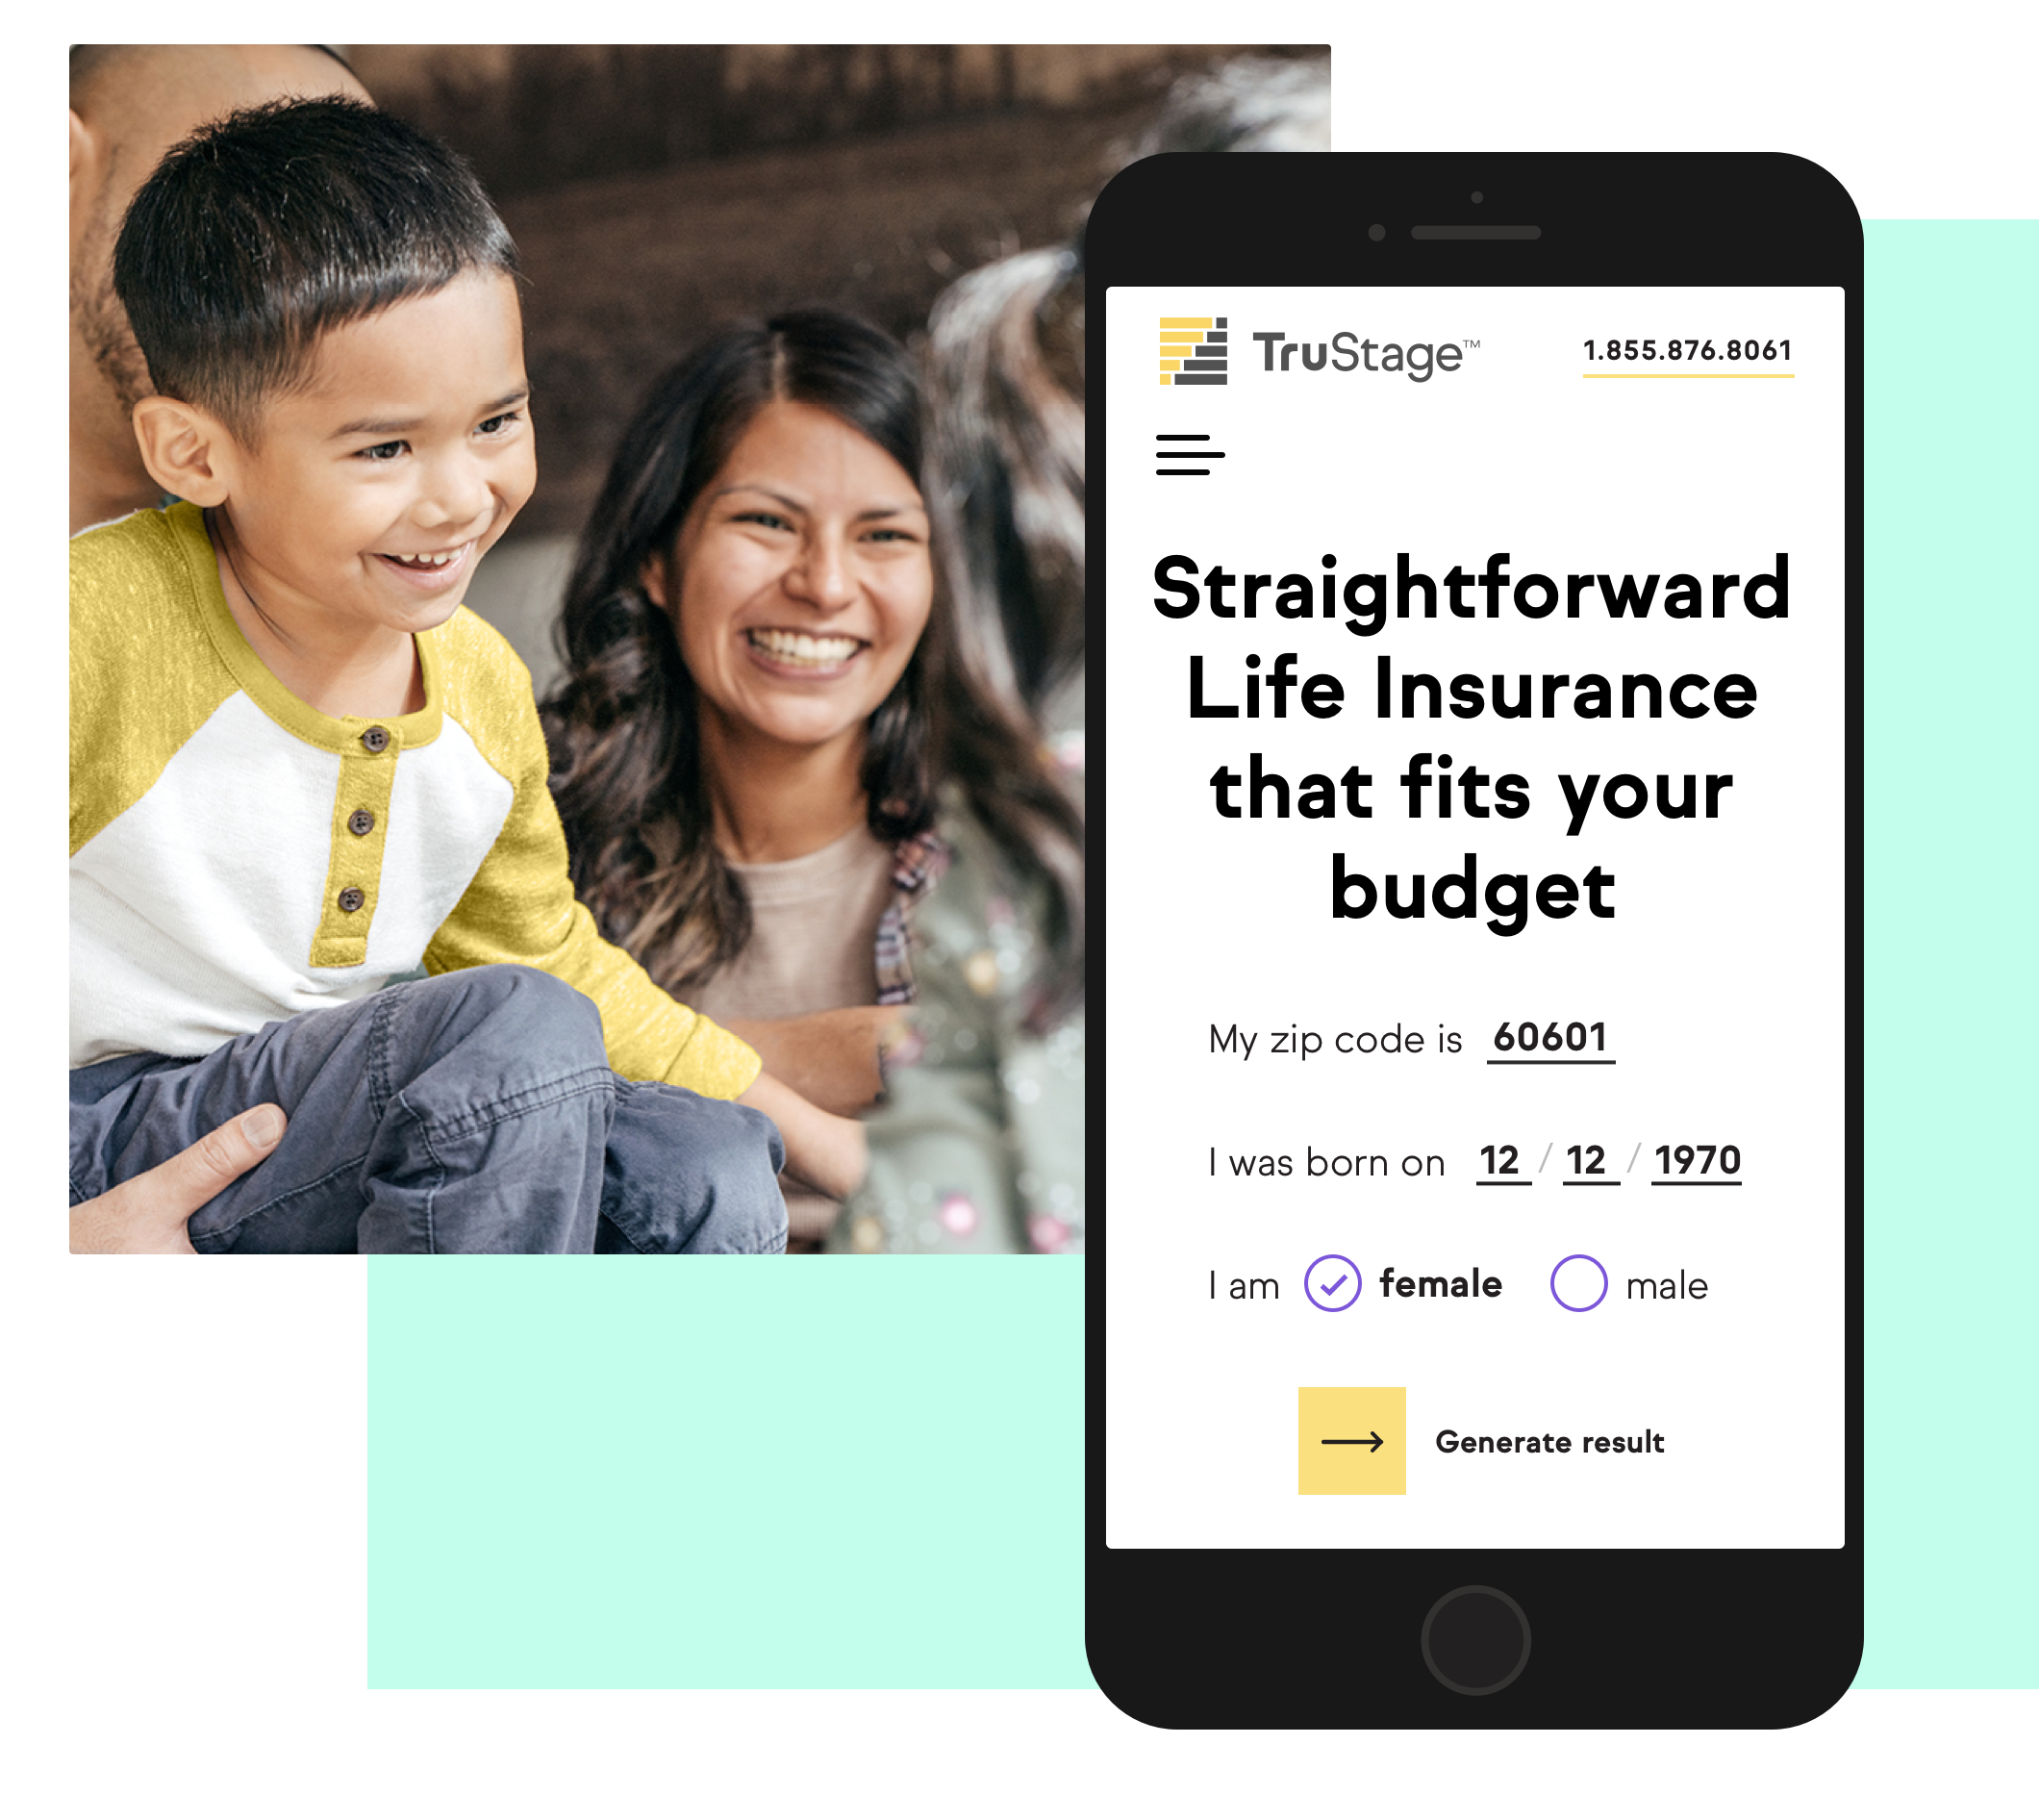 TruStage™
1.855.876.8061
Straightforward
Life Insurance
that fits your
budget
My zip code is 60601
I was born on 12 / 12 / 1970
I am female male
Generate result